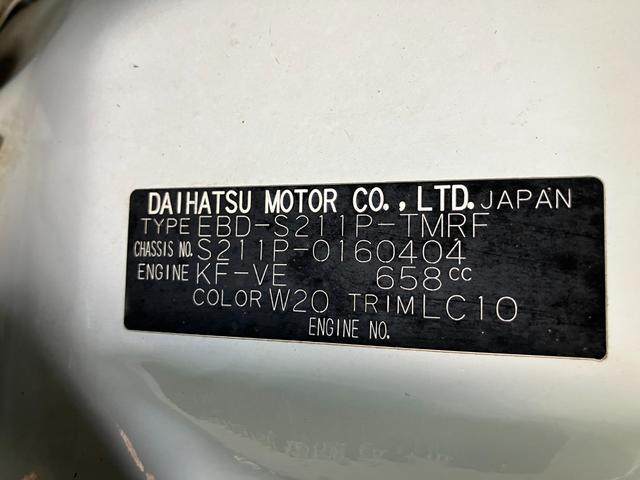 DAIHATSU MOTOR CO., LTD. JAPAN
TYPE EBD-S211P-TMRF
CHASSIS NO. S211P-0160404
ENGINE KF-VE 658cc
COLOR W20 TRIM LC10
ENGINE NO.